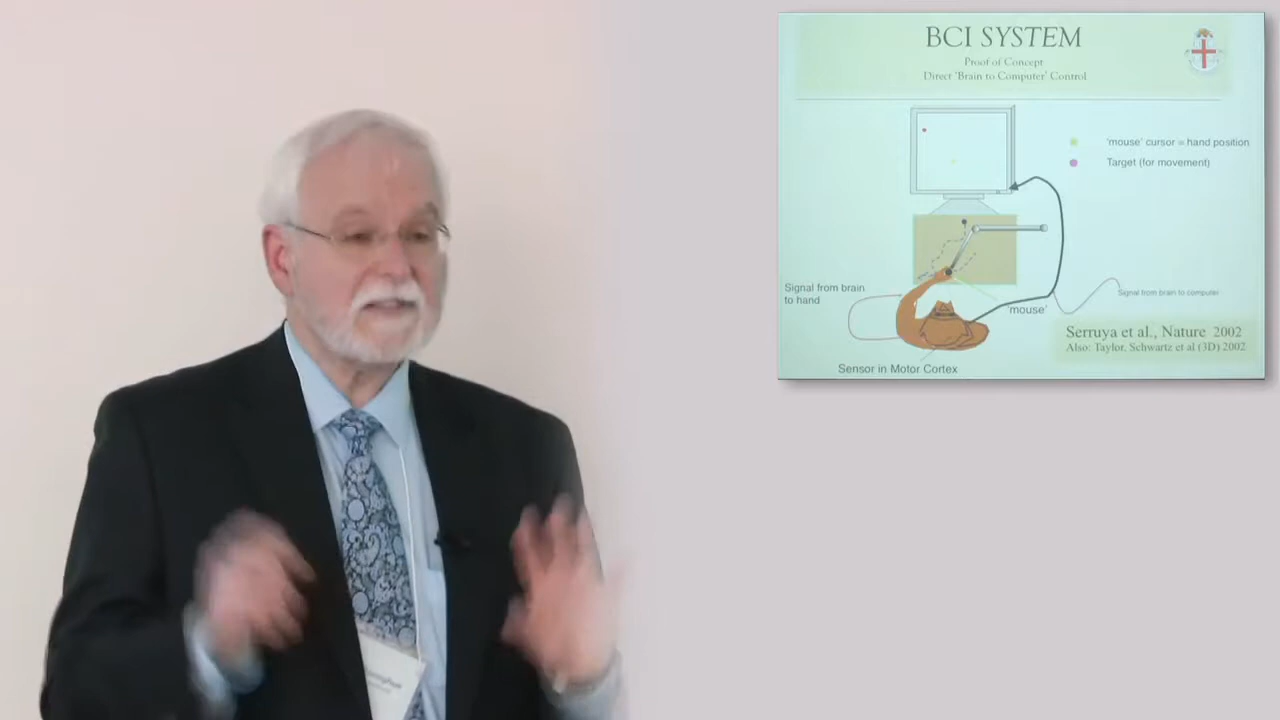 BCI SYSTEM
Proof of Concept
Direct 'Brain to Computer' Control
'mouse' cursor = hand position
Target (for movement)
Signal from brain
to hand
Signal from brain to computer
'mouse'
Serruya et al., Nature 2002
Also: Taylor, Schwartz et al (3D) 2002
Sensor in Motor Cortex